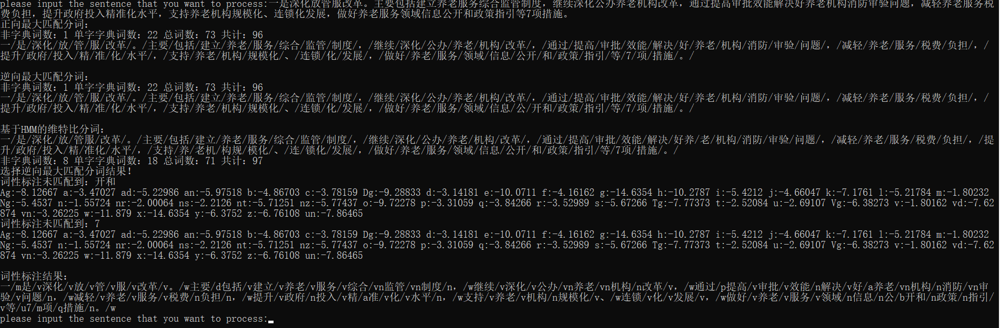 please input the sentence that you want to process:一是深化放管服改革。主要包括建立养老服务综合监管制度，继续深化公办养老机构改革，通过提高审批效能解决好养老机构消防审验问题，减轻养老服务税
费负担，提升政府投入精准化水平，支持养老机构规模化、连锁化发展，做好养老服务领域信息公开和政策指引等7项措施。
正向最大匹配分词：
非字典词数：1 单字字典词数：22 总词数：73 共计：96
一/是/深化/放/管/服/改革/。/主要/包括/建立/养老/服务/综合/监管/制度/，/继续/深化/公办/养老/机构/改革/，/通过/提高/审批/效能/解决/好/养老/机构/消防/审验/问题/，/减轻/养老/服务/税费/负担/，/
提升/政府/投入/精/准/化/水平/，/支持/养老/机构/规模化/、/连锁/化/发展/，/做好/养老/服务/领域/信息/公开/和/政策/指引/等/7/项/措施/。/
逆向最大匹配分词：
非字典词数：1 单字字典词数：22 总词数：73 共计：96
一/是/深化/放/管/服/改革/。/主要/包括/建立/养老/服务/综合/监管/制度/，/继续/深化/公办/养老/机构/改革/，/通过/提高/审批/效能/解决/好/养老/机构/消防/审验/问题/，/减轻/养老/服务/税费/负担/，/
提升/政府/投入/精/准/化/水平/，/支持/养老/机构/规模化/、/连锁/化/发展/，/做好/养老/服务/领域/信息/公/开和/政策/指引/等/7/项/措施/。/
基于HMM的维特比分词：
一/是/深化/放/管服/改革/。/主要/包括/建立/养老/服务/综合/监管/制度/，/继续/深化/公办/养老/机构/改革/，/通过/提高/审批/效能/解决/好养/老/机构/消防/审验/问题/，/减轻/养老/服务/税费/负担/，/提
升/政府/投入/精/准化/水平/，/支持/养/老机/构规/模化/、/连/锁化/发展/，/做好/养老/服务/领域/信息/公开/和/政策/指引/等/7项/措施/。/
非字典词数：8 单字字典词数：18 总词数：71 共计：97
选择逆向最大匹配分词结果！
词性标注未匹配到：开和
Ag:-8.12667 a:-3.47027 ad:-5.22986 an:-5.97518 b:-4.86703 c:-3.78159 Dg:-9.28833 d:-3.14181 e:-10.0711 f:-4.16162 g:-14.6354 h:-10.2787 i:-5.4212 j:-4.66047 k:-7.1761 l:-5.21784 m:-1.80232
Ng:-5.4537 n:-1.55724 nr:-2.00064 ns:-2.2126 nt:-5.71251 nz:-5.77437 o:-9.72278 p:-3.31059 q:-3.84266 r:-3.52989 s:-5.67266 Tg:-7.77373 t:-2.52084 u:-2.69107 Vg:-6.38273 v:-1.80162 vd:-7.62
874 vn:-3.26225 w:-11.879 x:-14.6354 y:-6.3752 z:-6.76108 un:-7.86465
词性标注未匹配到：7
Ag:-8.12667 a:-3.47027 ad:-5.22986 an:-5.97518 b:-4.86703 c:-3.78159 Dg:-9.28833 d:-3.14181 e:-10.0711 f:-4.16162 g:-14.6354 h:-10.2787 i:-5.4212 j:-4.66047 k:-7.1761 l:-5.21784 m:-1.80232
Ng:-5.4537 n:-1.55724 nr:-2.00064 ns:-2.2126 nt:-5.71251 nz:-5.77437 o:-9.72278 p:-3.31059 q:-3.84266 r:-3.52989 s:-5.67266 Tg:-7.77373 t:-2.52084 u:-2.69107 Vg:-6.38273 v:-1.80162 vd:-7.62
874 vn:-3.26225 w:-11.879 x:-14.6354 y:-6.3752 z:-6.76108 un:-7.86465
词性标注结果：
一/m是/v深化/v放/v管/v服/v改革/v。/w主要/d包括/v建立/v养老/v服务/v综合/vn监管/vn制度/n，/w继续/v深化/v公办/vn养老/vn机构/n改革/v，/w通过/p提高/v审批/v效能/n解决/v好/a养老/vn机构/n消防/vn审
验/v问题/n，/w减轻/v养老/v服务/v税费/n负担/n，/w提升/v政府/n投入/v精/a准/v化/v水平/n，/w支持/v养老/v机构/n规模化/v、/w连锁/v化/v发展/v，/w做好/v养老/v服务/v领域/n信息/n公/b开和/n政策/n指引/
v等/u7/m项/q措施/n。/w
please input the sentence that you want to process: